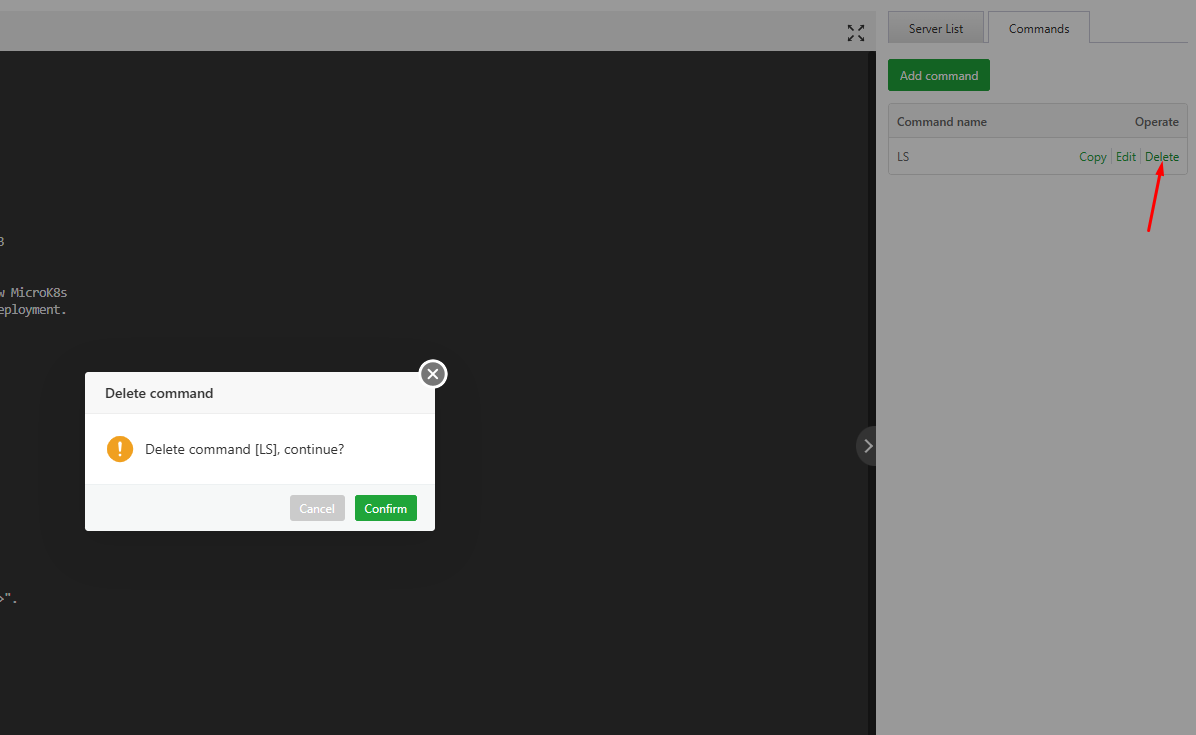 Server List
Commands
Add command
Command name Operate
LS Copy Edit Delete
MicroK8s
eployment.
Delete command
Delete command [LS], continue?
Cancel Confirm
>".